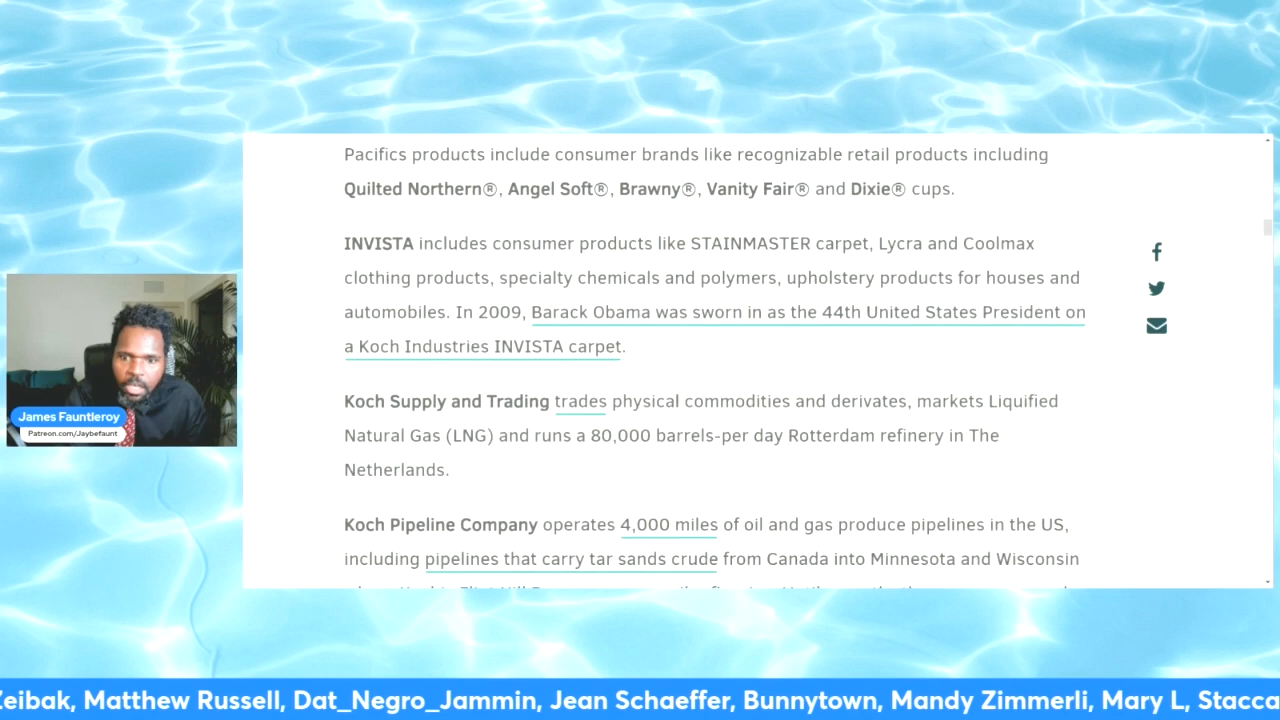 Pacifics products include consumer brands like recognizable retail products including
Quilted Northern®, Angel Soft®, Brawny®, Vanity Fair® and Dixie® cups.
INVISTA includes consumer products like STAINMASTER carpet, Lycra and Coolmax
clothing products, specialty chemicals and polymers, upholstery products for houses and
automobiles. In 2009, Barack Obama was sworn in as the 44th United States President on
a Koch Industries INVISTA carpet.
Koch Supply and Trading trades physical commodities and derivates, markets Liquified
Natural Gas (LNG) and runs a 80,000 barrels-per day Rotterdam refinery in The
Netherlands.
Koch Pipeline Company operates 4,000 miles of oil and gas produce pipelines in the US,
including pipelines that carry tar sands crude from Canada into Minnesota and Wisconsin
James Fauntleroy
Patreon.com/Jaybefaunt
Zeibak, Matthew Russell, Dat_Negro_Jammin, Jean Schaeffer, Bunnytown, Mandy Zimmerli, Mary L, Stacca